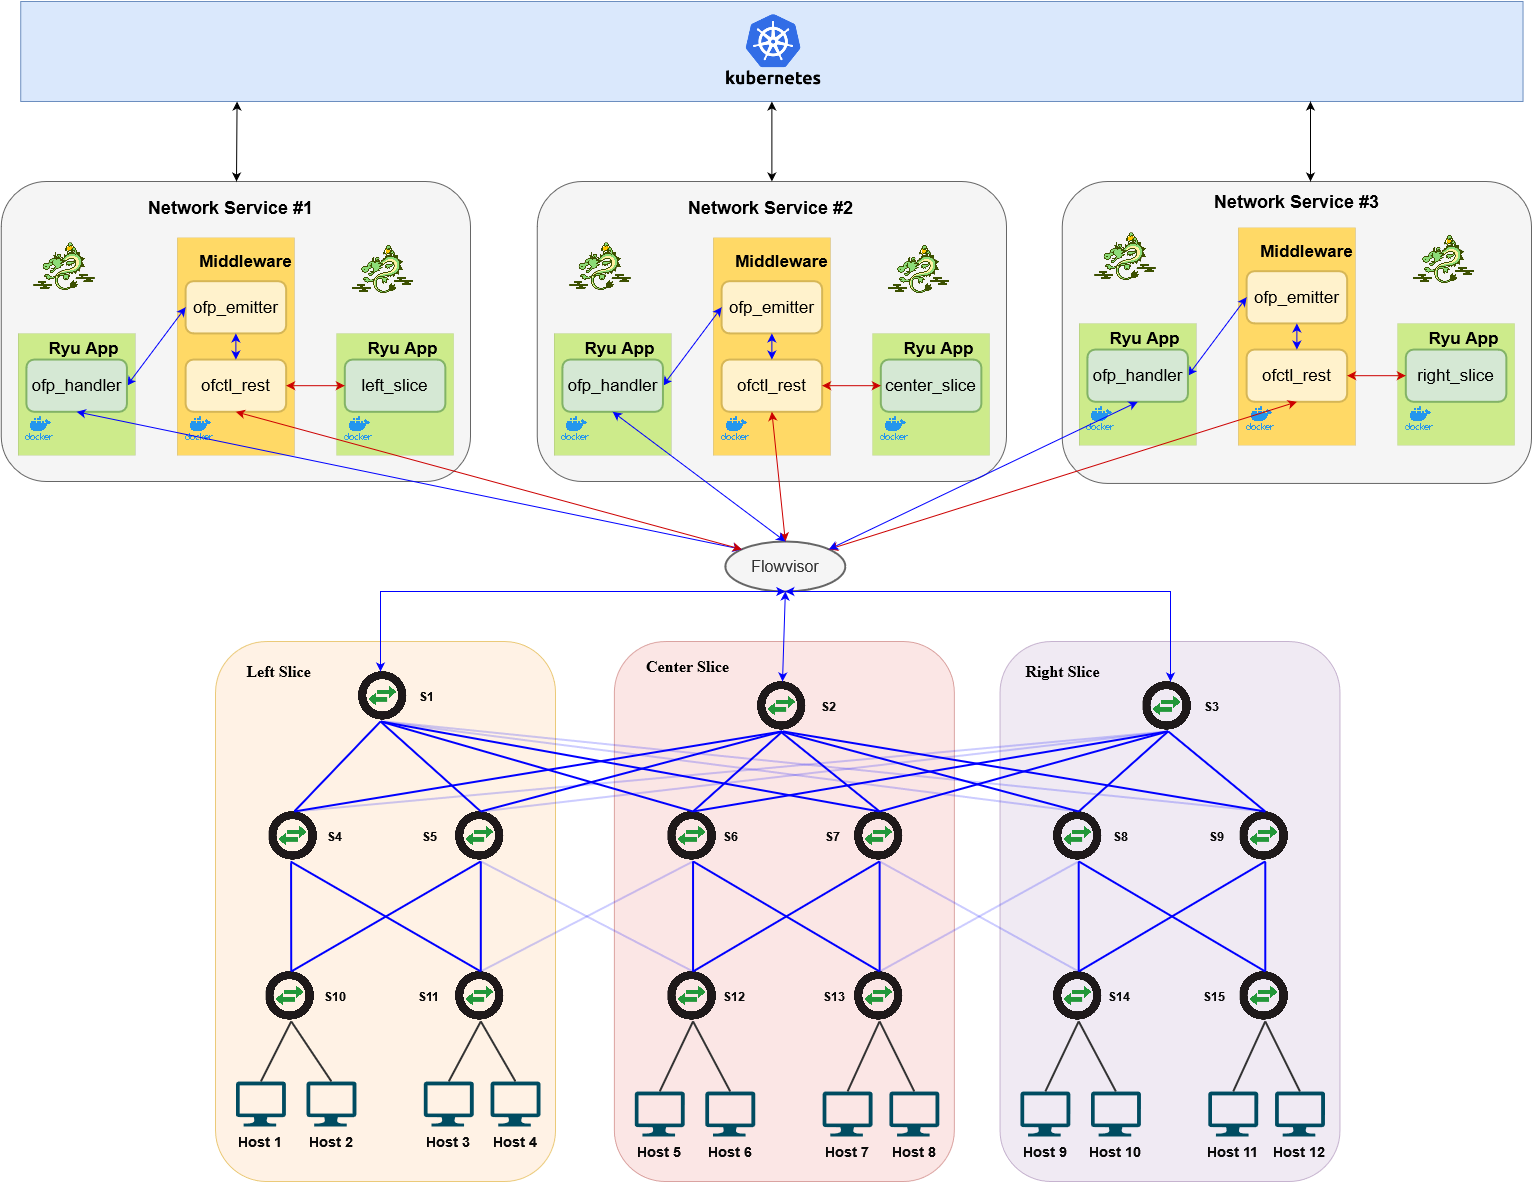 kubernetes
Network Service #1
Middleware
ofp_emitter
Ryu App
ofp_handler
ofctl_rest
Ryu App
left_slice
docker
docker
docker
Network Service #2
Middleware
ofp_emitter
Ryu App
ofp_handler
ofctl_rest
Ryu App
center_slice
docker
docker
docker
Network Service #3
Middleware
ofp_emitter
Ryu App
ofp_handler
ofctl_rest
Ryu App
right_slice
docker
docker
docker
Flowvisor
Left Slice
Center Slice
Right Slice
S1
S2
S3
S4
S5
S6
S7
S8
S9
S10
S11
S12
S13
S14
S15
Host 1
Host 2
Host 3
Host 4
Host 5
Host 6
Host 7
Host 8
Host 9
Host 10
Host 11
Host 12